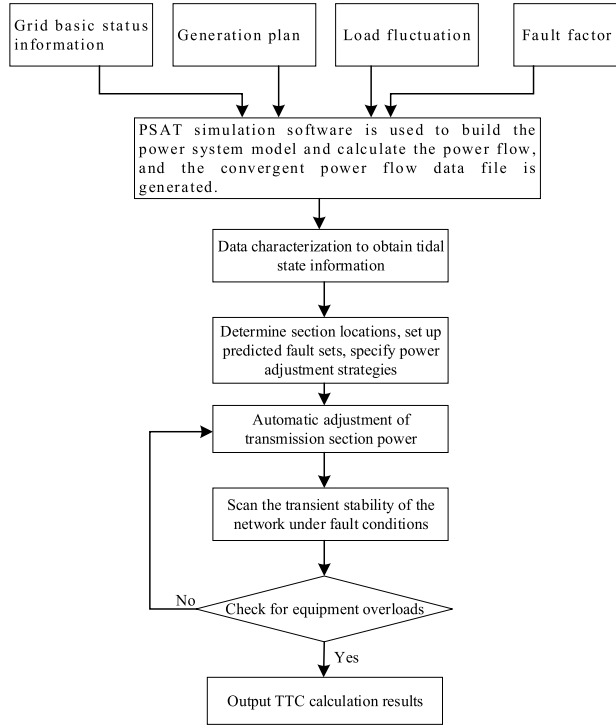 Grid basic status
information
Generation plan
Load fluctuation
Fault factor
PSAT simulation software is used to build the
power system model and calculate the power flow,
and the convergent power flow data file is
generated.
Data characterization to obtain tidal
state information
Determine section locations, set up
predicted fault sets, specify power
adjustment strategies
Automatic adjustment of
transmission section power
Scan the transient stability of the
network under fault conditions
No
Check for equipment overloads
Yes
Output TTC calculation results